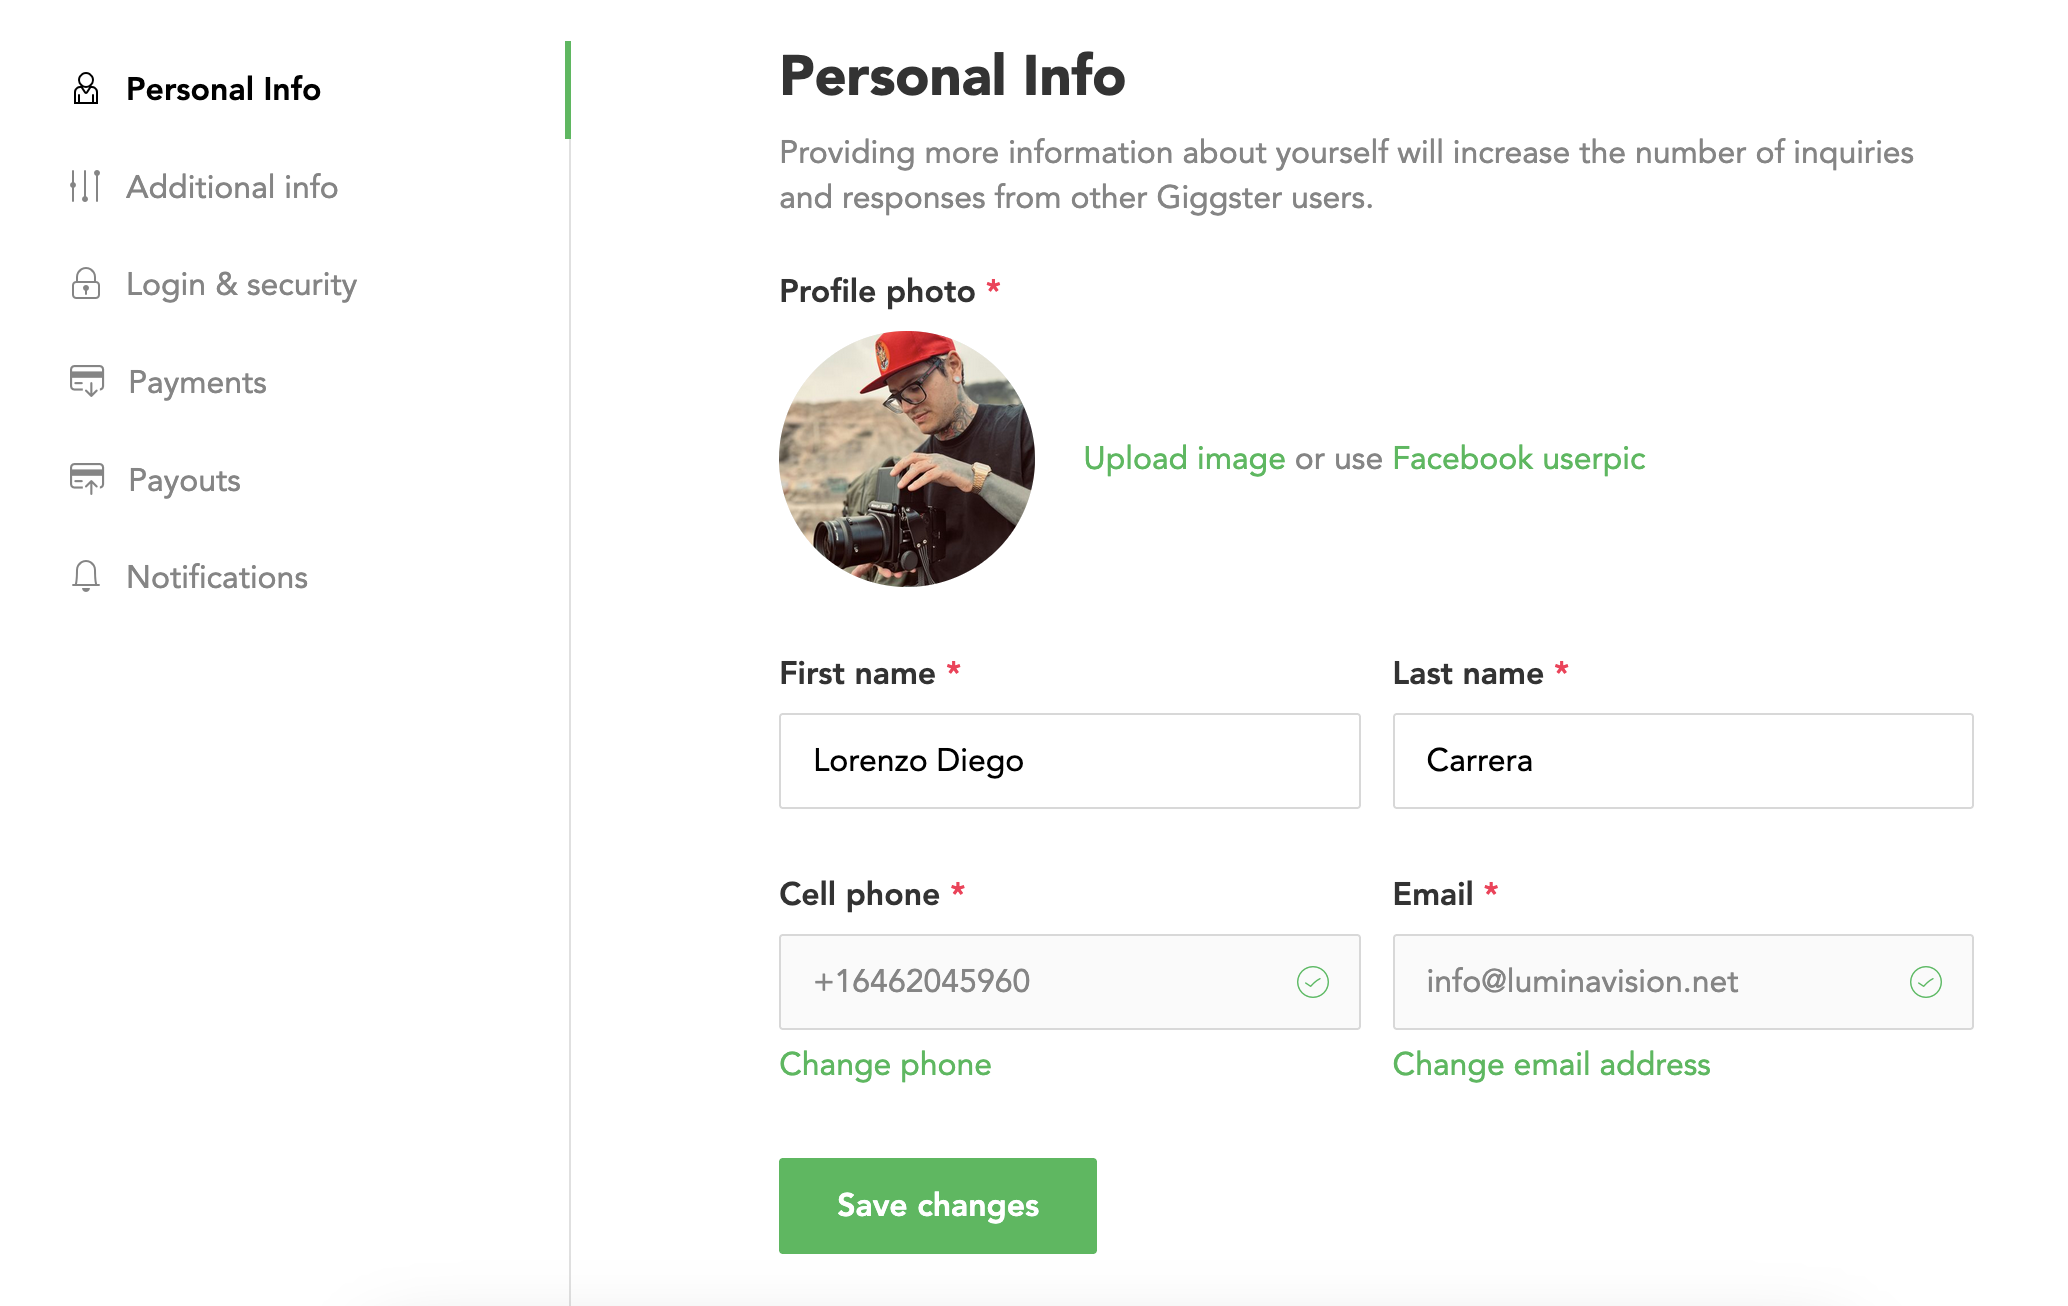 Personal Info
Additional info
Login & security
Payments
Payouts
Notifications
Personal Info
Providing more information about yourself will increase the number of inquiries
and responses from other Giggster users.
Profile photo *
Upload image or use Facebook userpic
First name *
Last name *
Lorenzo Diego
Carrera
Cell phone *
Email *
+16462045960
info@luminavision.net
Change phone
Change email address
Save changes